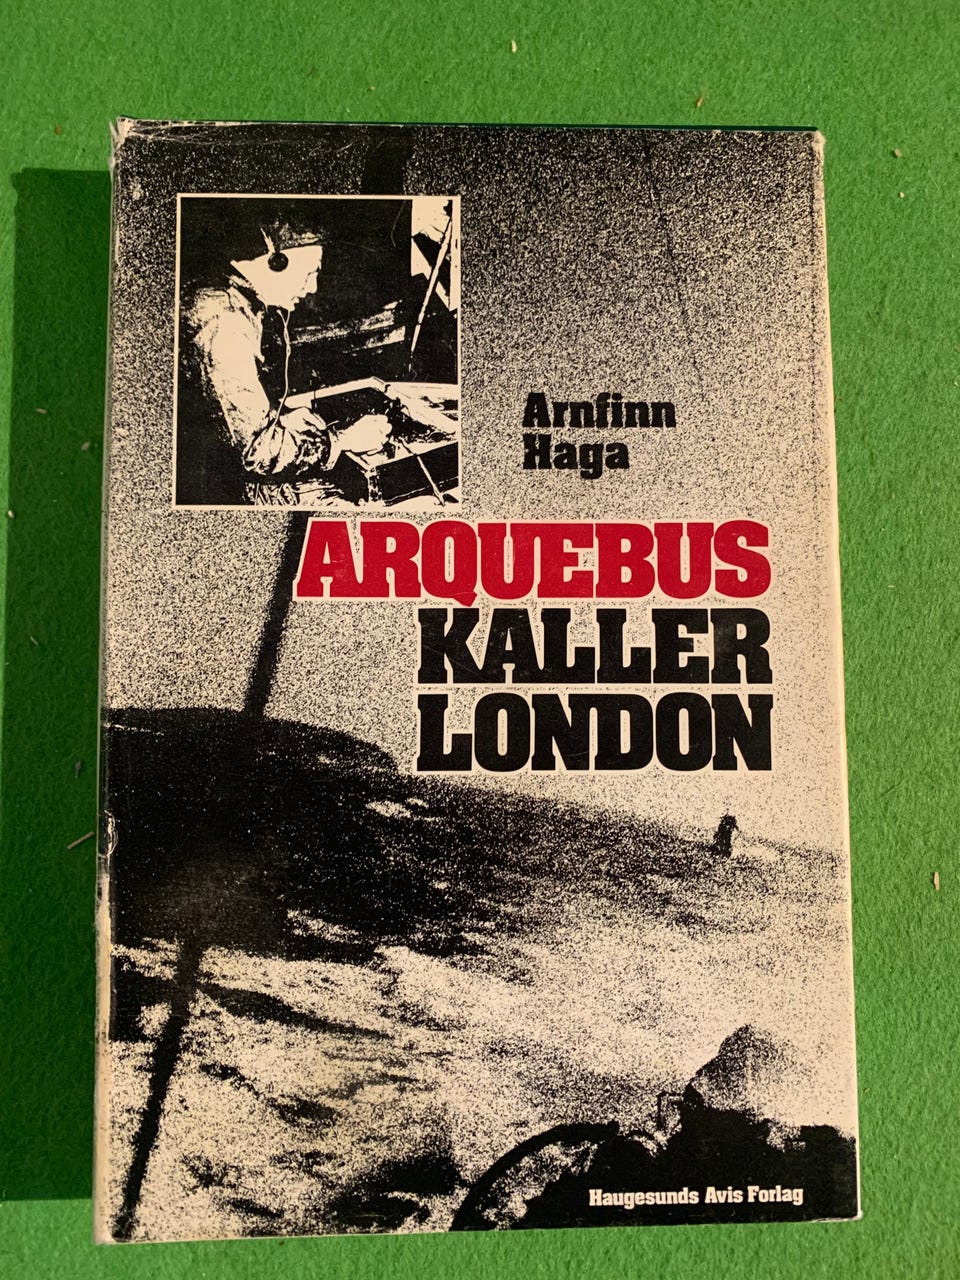 Arnfinn
Haga
ARQUEBUS
KALLER
LONDON
Haugesunds Avis Forlag